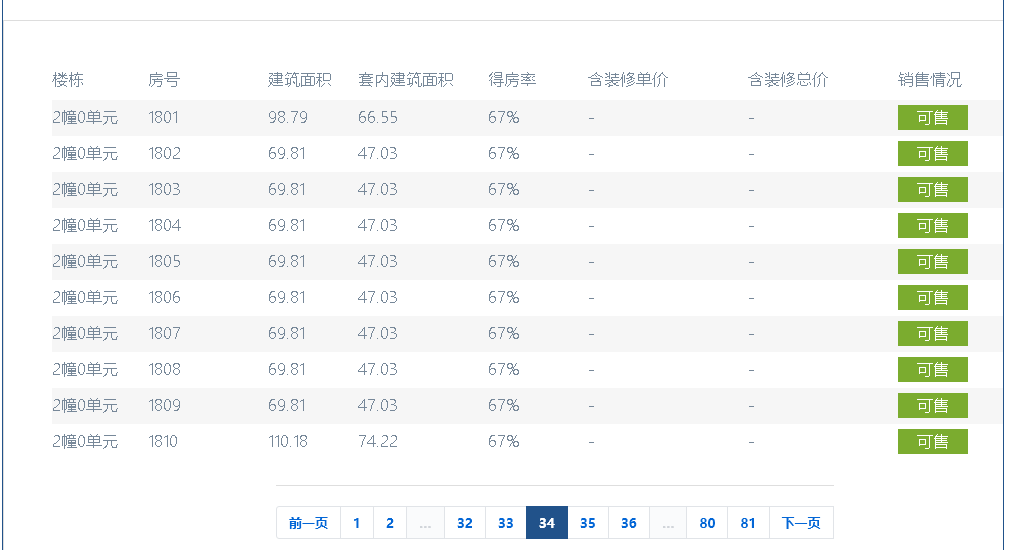 楼栋 房号 建筑面积 套内建筑面积 得房率 含装修单价 含装修总价 销售情况
2幢0单元 1801 98.79 66.55 67% - - 可售
2幢0单元 1802 69.81 47.03 67% - - 可售
2幢0单元 1803 69.81 47.03 67% - - 可售
2幢0单元 1804 69.81 47.03 67% - - 可售
2幢0单元 1805 69.81 47.03 67% - - 可售
2幢0单元 1806 69.81 47.03 67% - - 可售
2幢0单元 1807 69.81 47.03 67% - - 可售
2幢0单元 1808 69.81 47.03 67% - - 可售
2幢0单元 1809 69.81 47.03 67% - - 可售
2幢0单元 1810 110.18 74.22 67% - - 可售
前一页 1 2 ... 32 33 34 35 36 ... 80 81 下一页